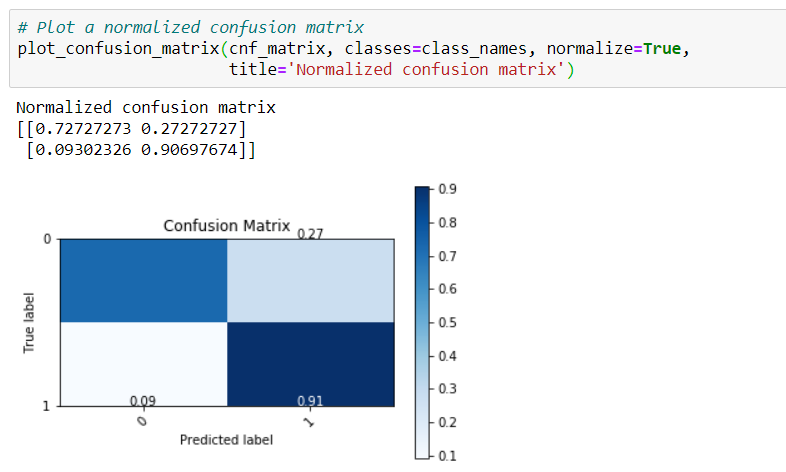 # Plot a normalized confusion matrix
plot_confusion_matrix(cnf_matrix, classes=class_names, normalize=True,
title='Normalized confusion matrix')
Normalized confusion matrix
[[0.72727273 0.27272727]
[0.09302326 0.90697674]]
Confusion Matrix
0.27
0
1
True label
0.09
0.91
0
1
Predicted label
0.9
0.8
0.7
0.6
0.5
0.4
0.3
0.2
0.1